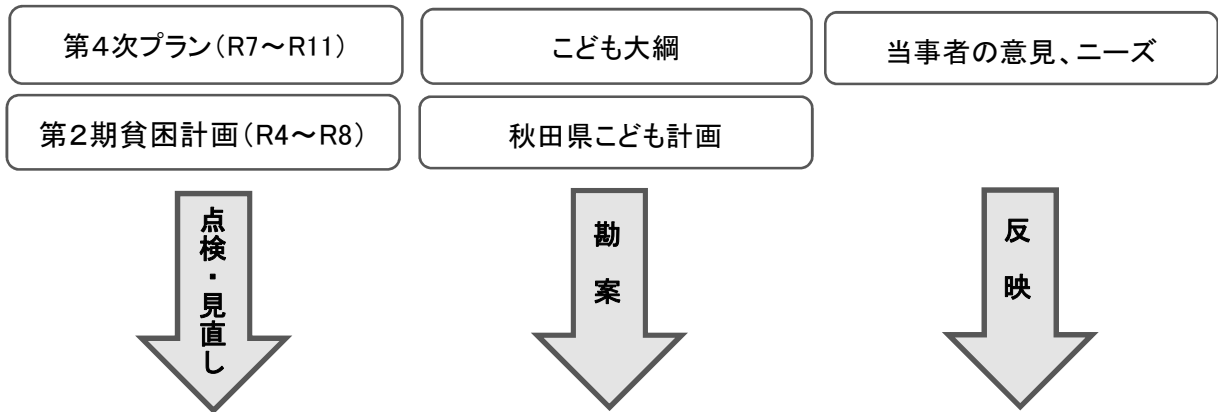 第４次プラン（R7～R11）
こども大綱
当事者の意見、ニーズ
第２期貧困計画（R4～R8）
秋田県こども計画
点検・見直し
勘案
反映